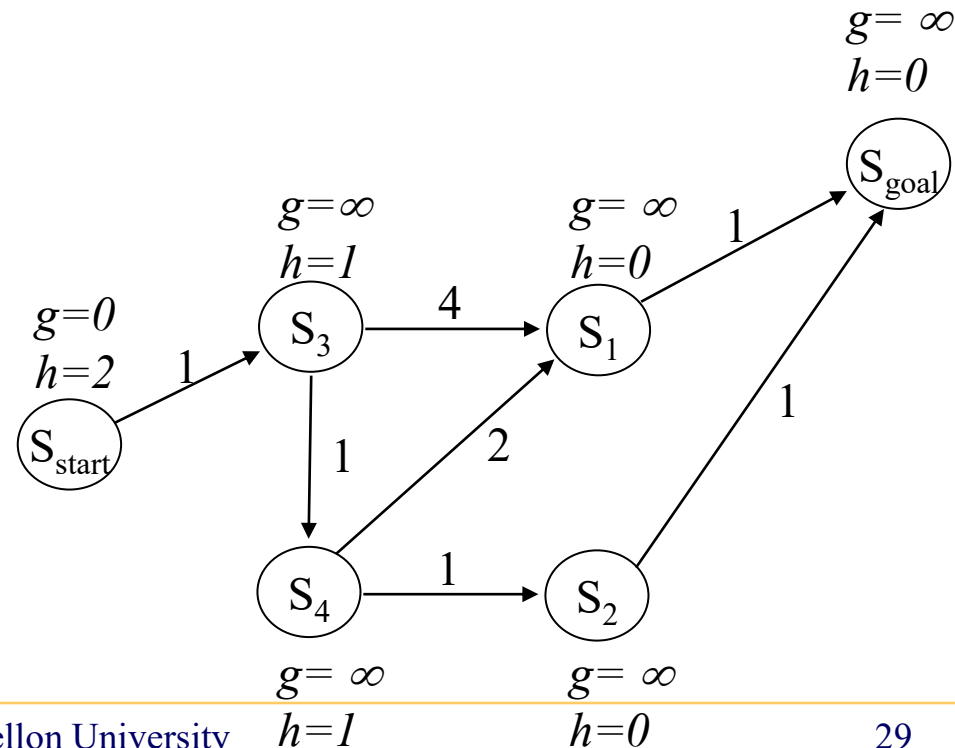 g= ∞
h=0
S_goal
g=∞
h=1
g= ∞
h=0
1
S_3
4
S_1
g=0
h=2
1
S_start
1
2
1
S_4
1
S_2
g= ∞
h=1
g= ∞
h=0
ellon University
29